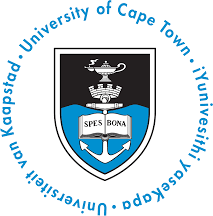 University of Cape Town · iYunivesithi yaseKapa · Universiteit van Kaapstad ·
SPES BONA